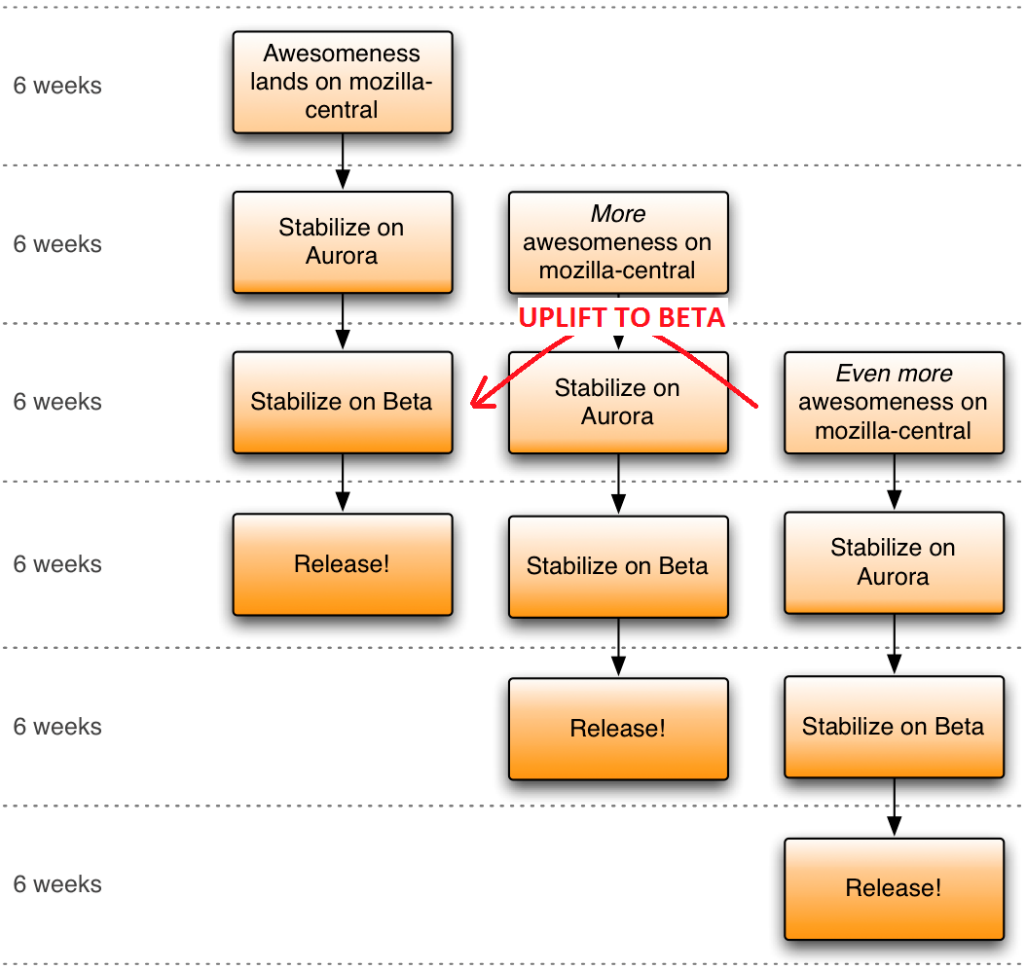 6 weeks
Awesomeness
lands on mozilla-
central
6 weeks
Stabilize on
Aurora
More
awesomeness on
mozilla-central
UPLIFT TO BETA
6 weeks
Stabilize on Beta
Stabilize on
Aurora
Even more
awesomeness on
mozilla-central
6 weeks
Release!
Stabilize on Beta
Stabilize on
Aurora
6 weeks
Release!
Stabilize on Beta
6 weeks
Release!